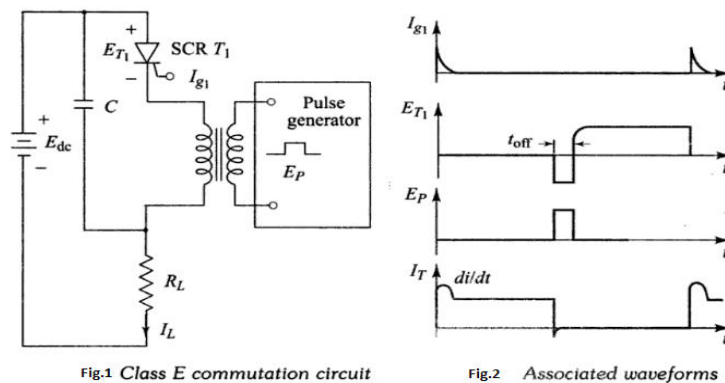 +
E_T1
−
SCR T1
I_g1
C
+
E_dc
−
Pulse
generator
E_P
R_L
I_L
Fig.1 Class E commutation circuit
I_g1
t
E_T1
t_off
t
E_P
t
I_T
di/dt
t
Fig.2 Associated waveforms